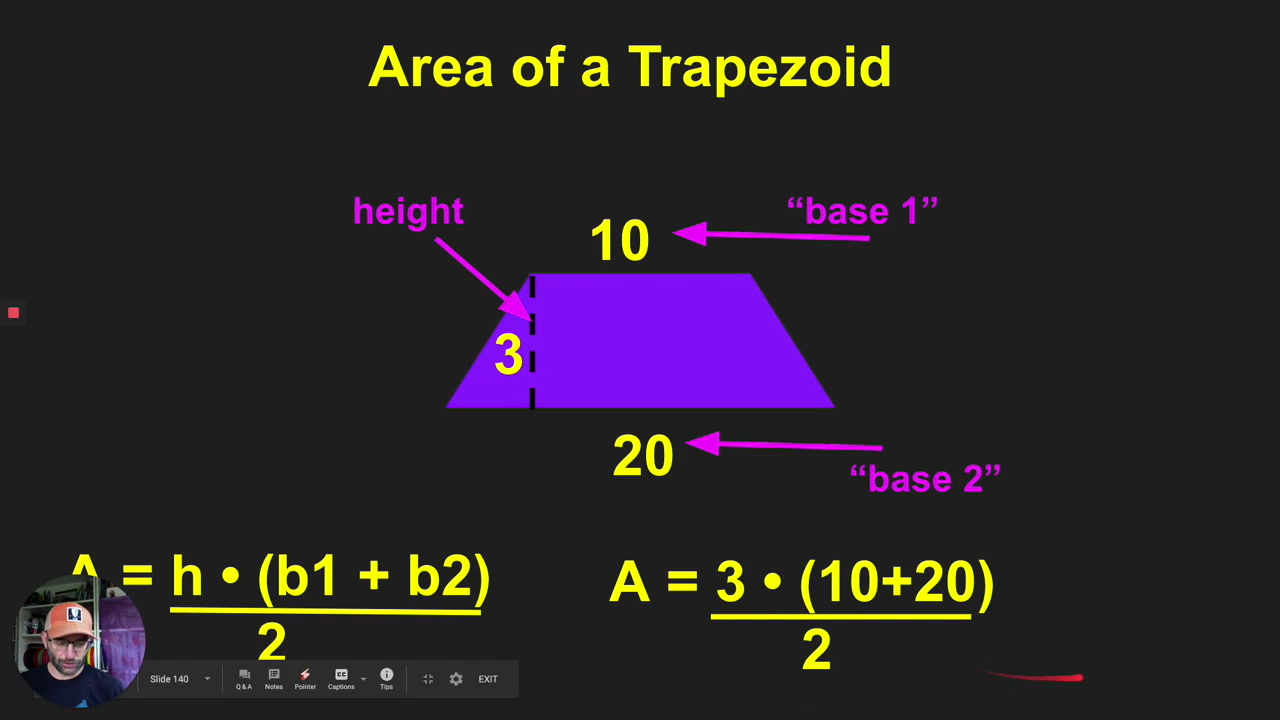 Area of a Trapezoid
height
“base 1”
10
3
20
“base 2”
A = h • (b1 + b2)
2
A = 3 • (10+20)
2
Slide 140
Q & A
Notes
Pointer
CC
Captions
Tips
EXIT